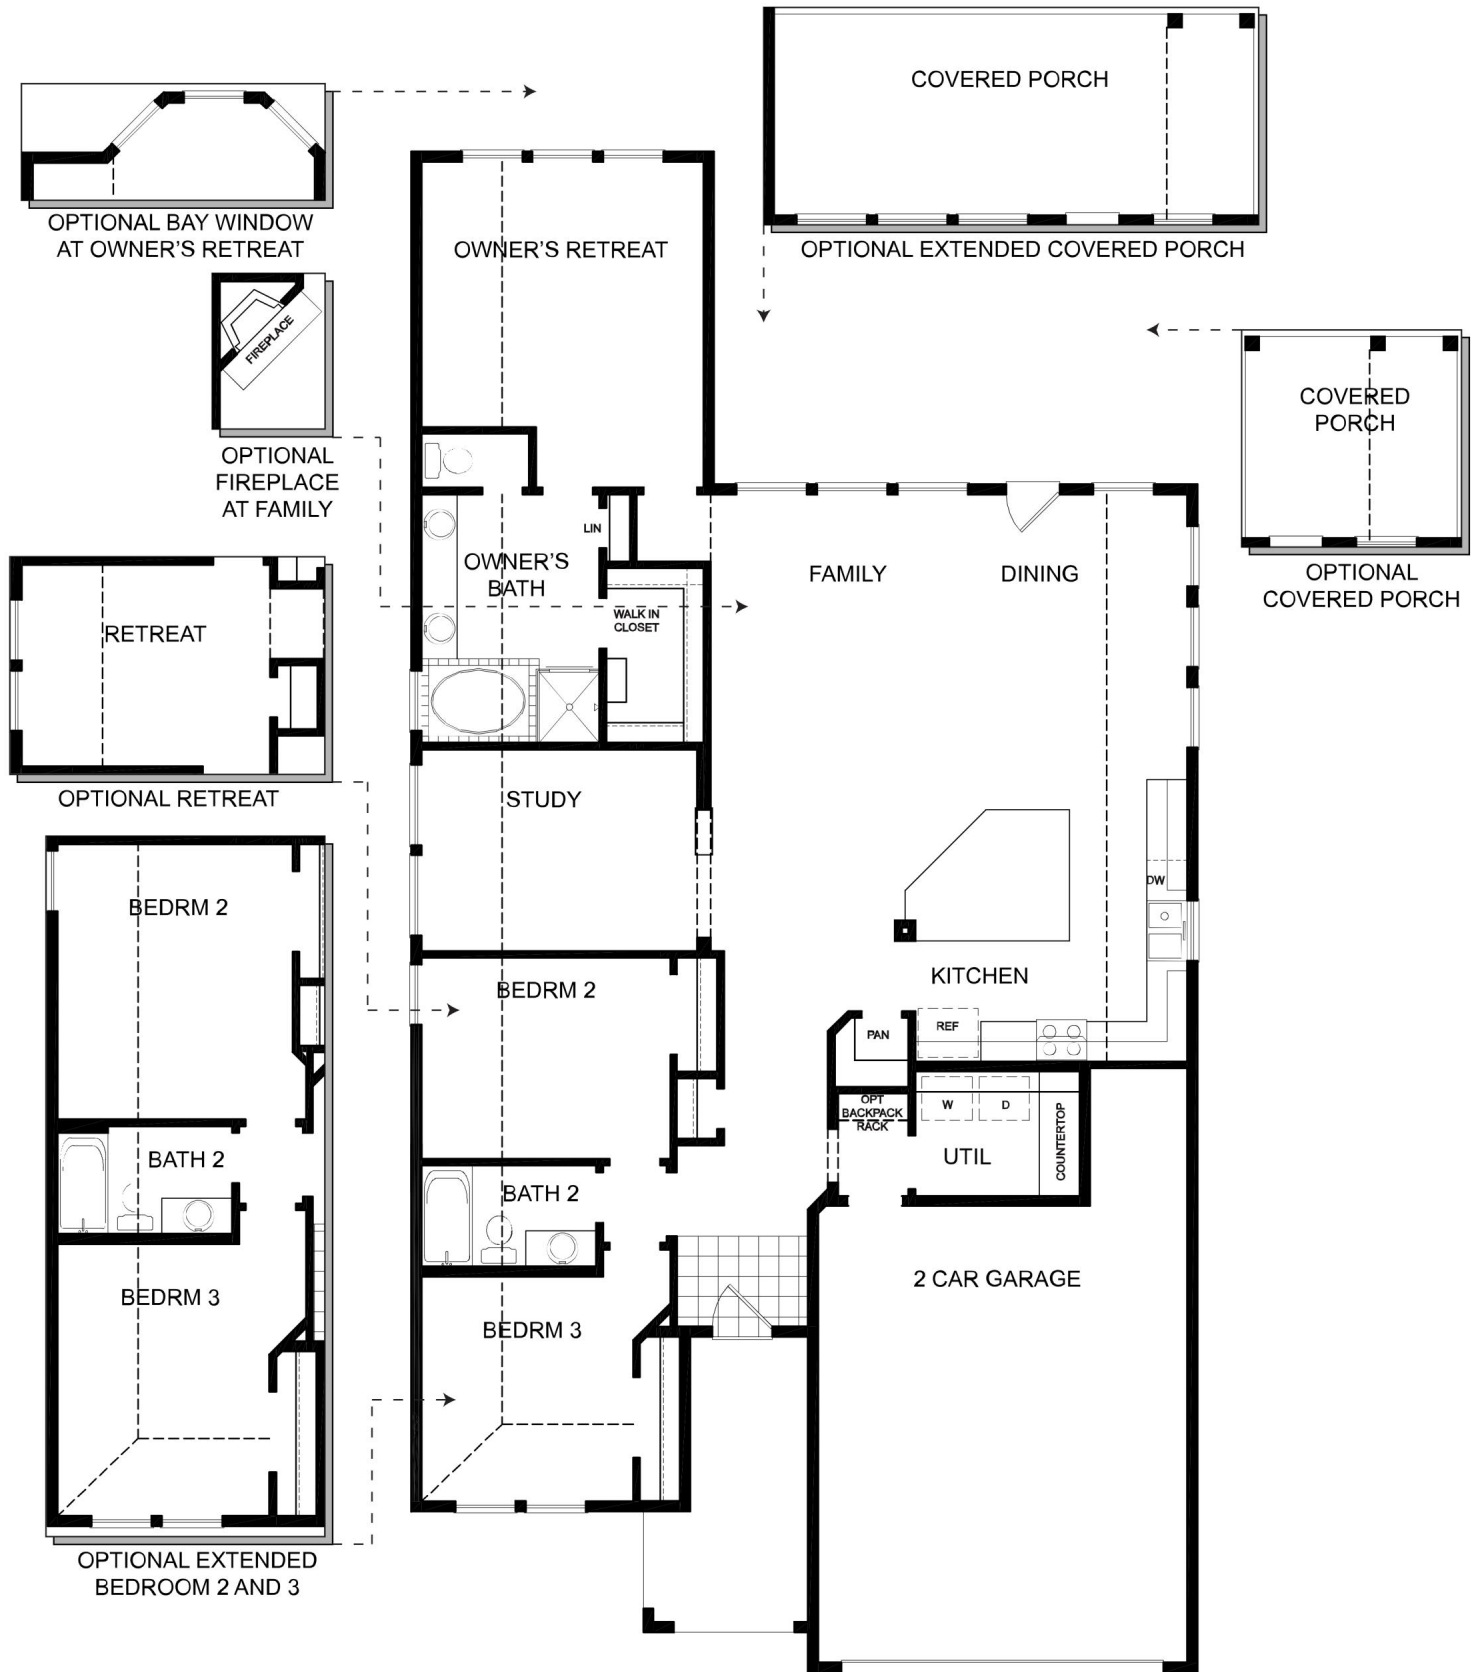 COVERED PORCH
OPTIONAL EXTENDED COVERED PORCH
OPTIONAL BAY WINDOW
AT OWNER'S RETREAT
OWNER'S RETREAT
FIREPLACE
OPTIONAL
FIREPLACE
AT FAMILY
COVERED
PORCH
OPTIONAL
COVERED PORCH
LIN
OWNER'S
BATH
WALK IN
CLOSET
FAMILY
DINING
RETREAT
OPTIONAL RETREAT
STUDY
DW
BEDRM 2
BATH 2
BEDRM 3
OPTIONAL EXTENDED
BEDROOM 2 AND 3
BEDRM 2
KITCHEN
PAN
REF
OPT
BACKPACK
RACK
W
D
COUNTERTOP
UTIL
BATH 2
2 CAR GARAGE
BEDRM 3